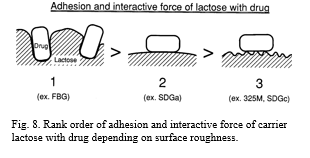 Adhesion and interactive force of lactose with drug
Drug
Lactose
> >
1 2 3
(ex. FBG) (ex. SDGa) (ex. 325M, SDGc)
Fig. 8. Rank order of adhesion and interactive force of carrier
lactose with drug depending on surface roughness.